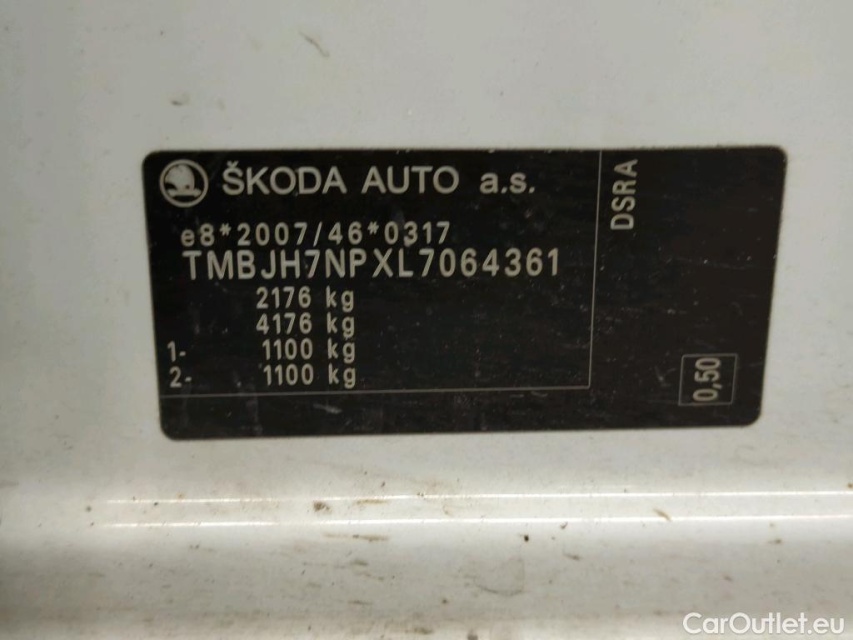 ŠKODA AUTO a.s.
e8*2007/46*0317
TMBJH7NPXL7064361
2176 kg
4176 kg
1- 1100 kg
2- 1100 kg
DSRA
0,50
CarOutlet.eu